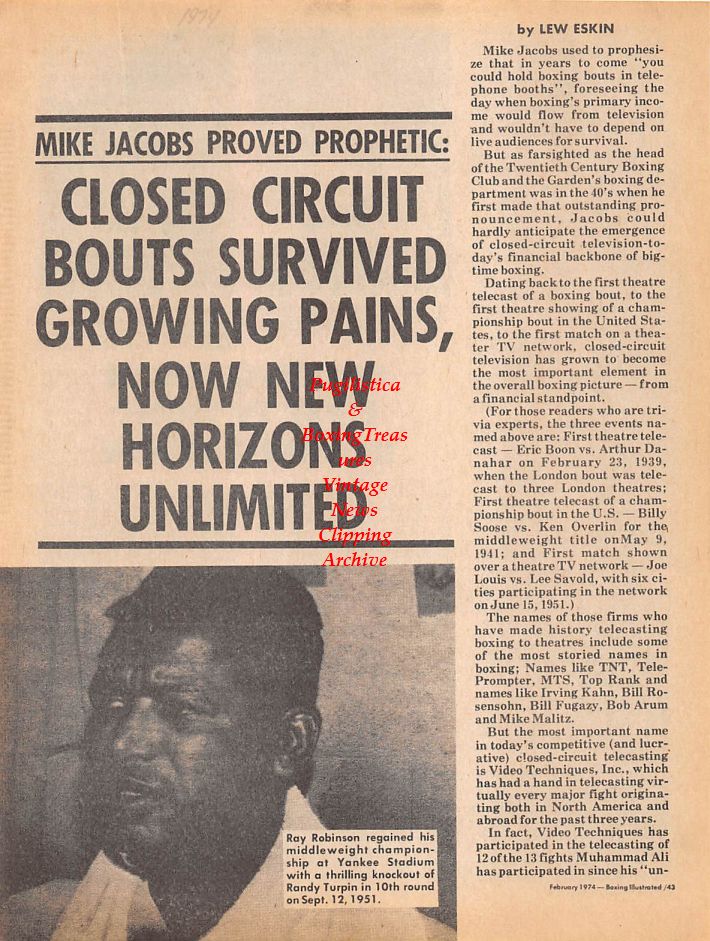 1974
by LEW ESKIN
MIKE JACOBS PROVED PROPHETIC:
CLOSED CIRCUIT
BOUTS SURVIVED
GROWING PAINS,
NOW NEW
HORIZONS
UNLIMITED
Pugilistica
&
BoxingTreas
ures
Vintage
News
Clipping
Archive
Ray Robinson regained his
middleweight champion-
ship at Yankee Stadium
with a thrilling knockout of
Randy Turpin in 10th round
on Sept. 12, 1951.
Mike Jacobs used to prophesi-
ze that in years to come "you
could hold boxing bouts in tele-
phone booths", foreseeing the
day when boxing's primary inco-
me would flow from television
and wouldn't have to depend on
live audiences for survival.
But as farsighted as the head
of the Twentieth Century Boxing
Club and the Garden's boxing de-
partment was in the 40's when he
first made that outstanding pro-
nouncement, Jacobs could
hardly anticipate the emergence
of closed-circuit television-to-
day's financial backbone of big-
time boxing.
Dating back to the first theatre
telecast of a boxing bout, to the
first theatre showing of a cham-
pionship bout in the United Sta-
tes, to the first match on a thea-
ter TV network, closed-circuit
television has grown to become
the most important element in
the overall boxing picture — from
a financial standpoint.
(For those readers who are tri-
via experts, the three events na-
med above are: First theatre tele-
cast — Eric Boon vs. Arthur Da-
nahar on February 23, 1939,
when the London bout was tele-
cast to three London theatres;
First theatre telecast of a cham-
pionship bout in the U.S. — Billy
Soose vs. Ken Overlin for the
middleweight title onMay 9,
1941; and First match shown
over a theatre TV network — Joe
Louis vs. Lee Savold, with six ci-
ties participating in the network
on June 15, 1951.)
The names of those firms who
have made history telecasting
boxing to theatres include some
of the most storied names in
boxing; Names like TNT, Tele-
Prompter, MTS, Top Rank and
names like Irving Kahn, Bill Ro-
sensohn, Bill Fugazy, Bob Arum
and Mike Malitz.
But the most important name
in today's competitive (and lucr-
ative) closed-circuit telecasting
is Video Techniques, Inc., which
has had a hand in telecasting vir-
tually every major fight origina-
ting both in North America and
abroad for the past three years.
In fact, Video Techniques has
participated in the telecasting of
12 of the 13 fights Muhammad Ali
has participated in since his "un-
February 1974 — Boxing Illustrated /43